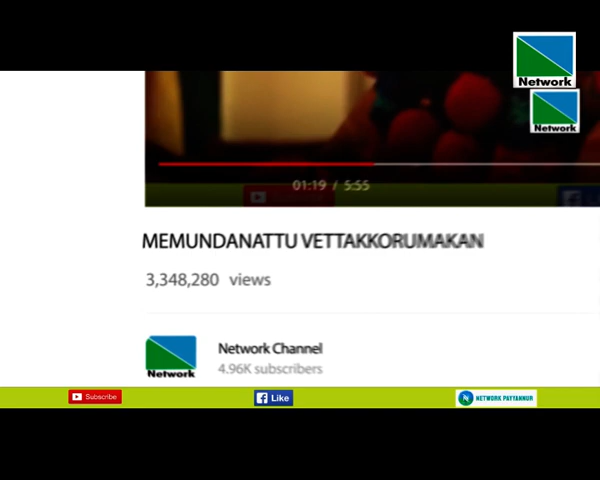 Network
Network
01:19 / 5:55
MEMUNDANATTU VETTAKKORUMAKAN
3,348,280 views
Network Channel
4.96K subscribers
Network
Subscribe
Like
NETWORK PAYYANNUR